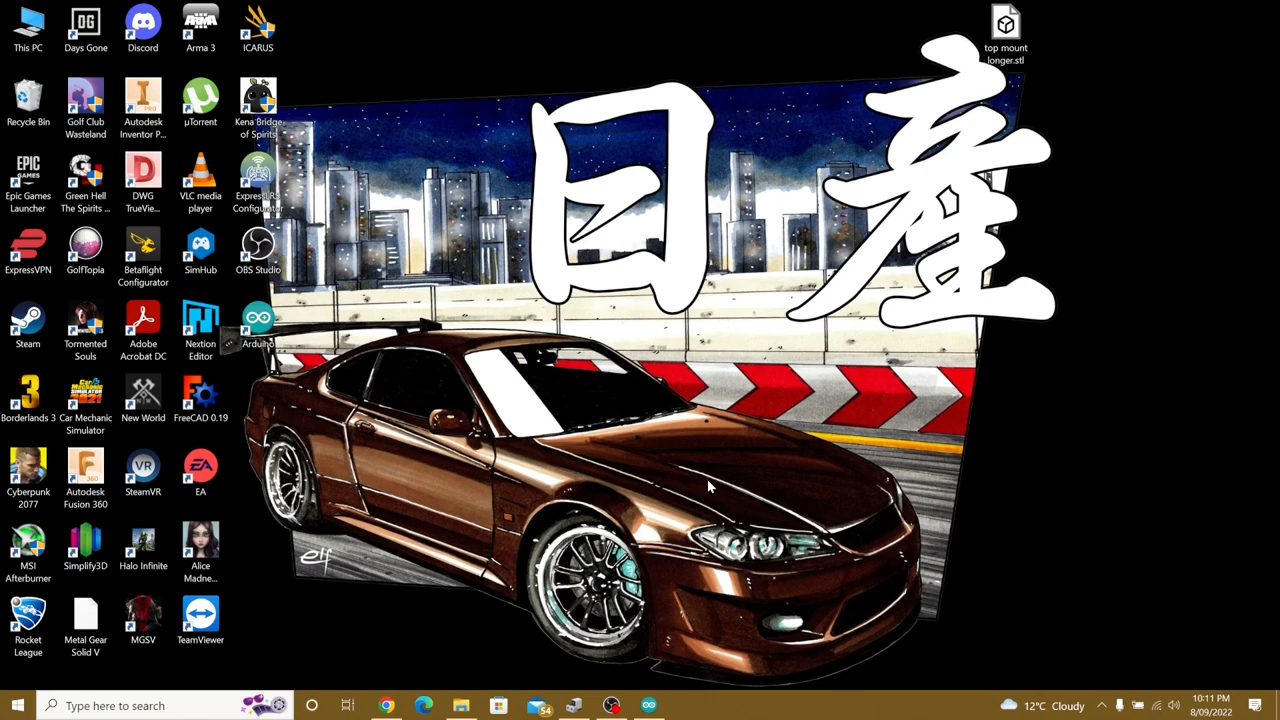 This PC
Days Gone
Discord
Arma 3
ICARUS
top mount
longer.stl
Recycle Bin
Golf Club
Wasteland
Autodesk
Inventor P...
µTorrent
Kena Bridge
of Spirits
Epic Games
Launcher
Green Hell
The Spirits ...
DWG
TrueVie...
VLC media
player
ExpressLRS
Configurator
ExpressVPN
GolfTopia
Betaflight
Configurator
SimHub
OBS Studio
Steam
Tormented
Souls
Adobe
Acrobat DC
Nextion
Editor
Arduino
Borderlands 3
Car Mechanic
Simulator
New World
FreeCAD 0.19
Cyberpunk
2077
Autodesk
Fusion 360
SteamVR
EA
MSI
Afterburner
Simplify3D
Halo Infinite
Alice
Madne...
Rocket
League
Metal Gear
Solid V
MGSV
TeamViewer
日産
elf
Type here to search
54
12°C Cloudy
10:11 PM
8/09/2022